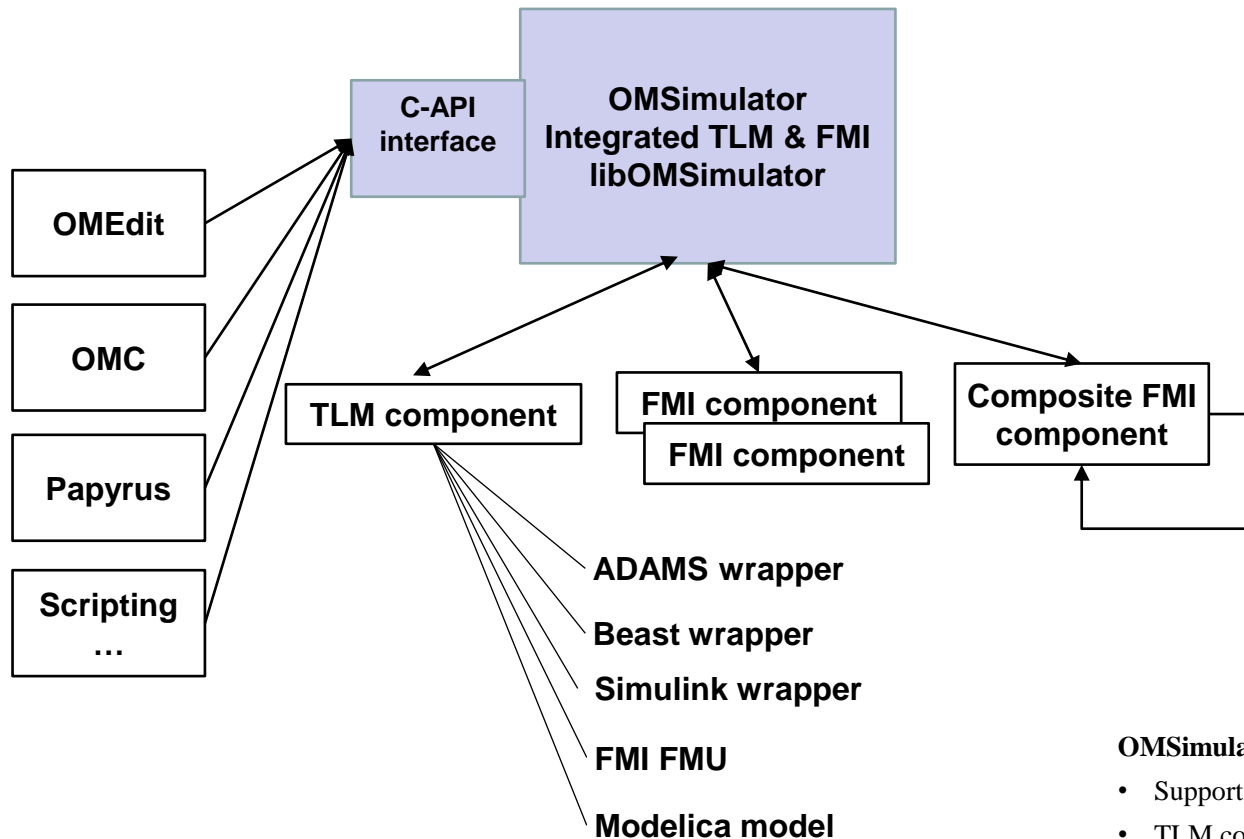 C-API
interface
OMSimulator
Integrated TLM & FMI
libOMSimulator
OMEdit
OMC
Papyrus
Scripting
…
TLM component
FMI component
FMI component
Composite FMI
component
ADAMS wrapper
Beast wrapper
Simulink wrapper
FMI FMU
Modelica model
• Support
• TLM